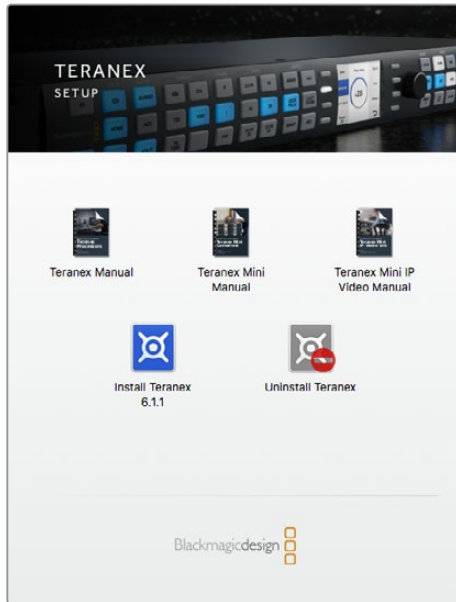 TERANEX
SETUP
Teranex Manual
Teranex Mini
Manual
Teranex Mini IP
Video Manual
Install Teranex
6.1.1
Uninstall Teranex
Blackmagicdesign